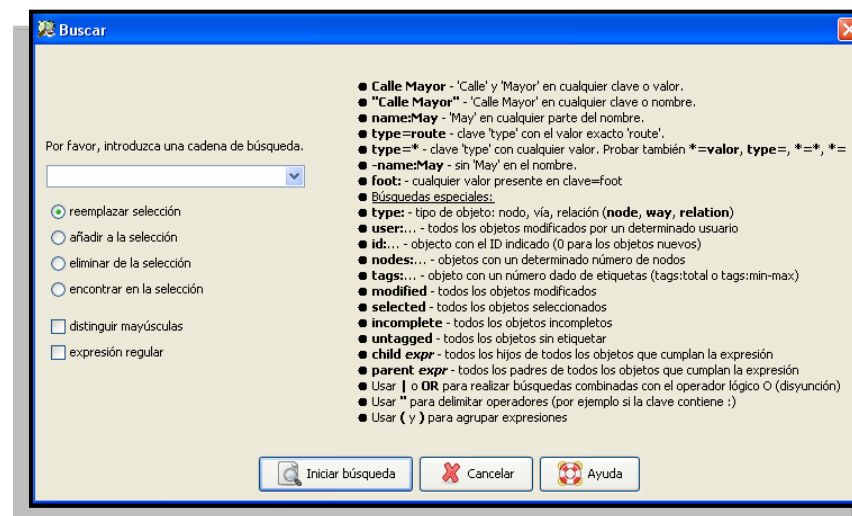 Buscar
Por favor, introduzca una cadena de búsqueda.
reemplazar selección
añadir a la selección
eliminar de la selección
encontrar en la selección
distinguir mayúsculas
expresión regular
Calle Mayor - 'Calle' y 'Mayor' en cualquier clave o valor.
"Calle Mayor" - 'Calle Mayor' en cualquier clave o nombre.
name:May - 'May' en cualquier parte del nombre.
type=route - clave 'type' con el valor exacto 'route'.
type=* - clave 'type' con cualquier valor. Probar también *=valor, type=, *=*, *=
-name:May - sin 'May' en el nombre.
foot: - cualquier valor presente en clave=foot
Búsquedas especiales:
type: - tipo de objeto: nodo, vía, relación (node, way, relation)
user:... - todos los objetos modificados por un determinado usuario
id:... - objecto con el ID indicado (0 para los objetos nuevos)
nodes:... - objetos con un determinado número de nodos
tags:... - objeto con un número dado de etiquetas (tags:total o tags:min-max)
modified - todos los objetos modificados
selected - todos los objetos seleccionados
incomplete - todos los objetos incompletos
untagged - todos los objetos sin etiquetar
child expr - todos los hijos de todos los objetos que cumplan la expresión
parent expr - todos los padres de todos los objetos que cumplan la expresión
Usar | o OR para realizar búsquedas combinadas con el operador lógico O (disyunción)
Usar " para delimitar operadores (por ejemplo si la clave contiene :)
Usar ( y ) para agrupar expresiones
Iniciar búsqueda
Cancelar
Ayuda